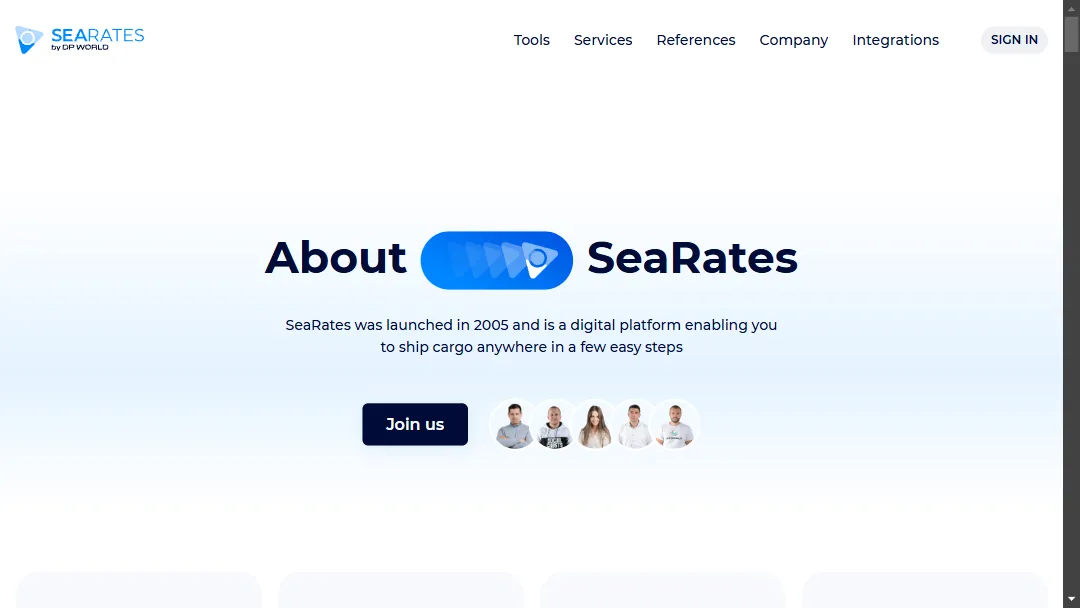 SEARATES
by DP WORLD
Tools
Services
References
Company
Integrations
SIGN IN
About SeaRates
SeaRates was launched in 2005 and is a digital platform enabling you
to ship cargo anywhere in a few easy steps
Join us